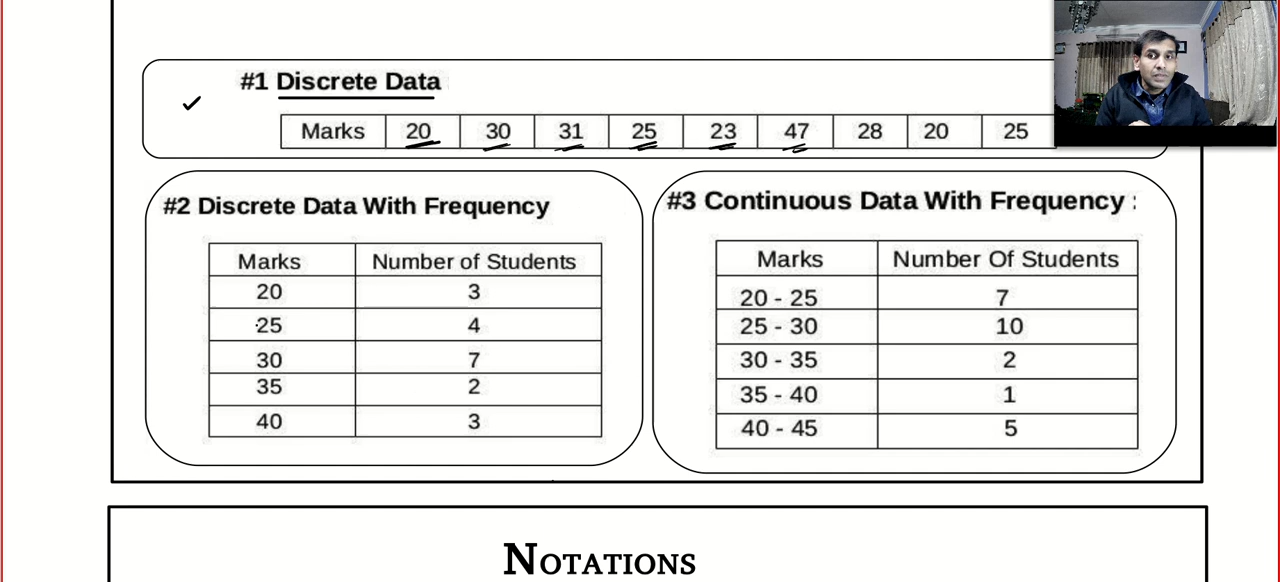 #1 Discrete Data
Marks 20 30 31 25 23 47 28 20 25
#2 Discrete Data With Frequency
Marks Number of Students
20 3
25 4
30 7
35 2
40 3
#3 Continuous Data With Frequency :
Marks Number Of Students
20 - 25 7
25 - 30 10
30 - 35 2
35 - 40 1
40 - 45 5
NOTATIONS